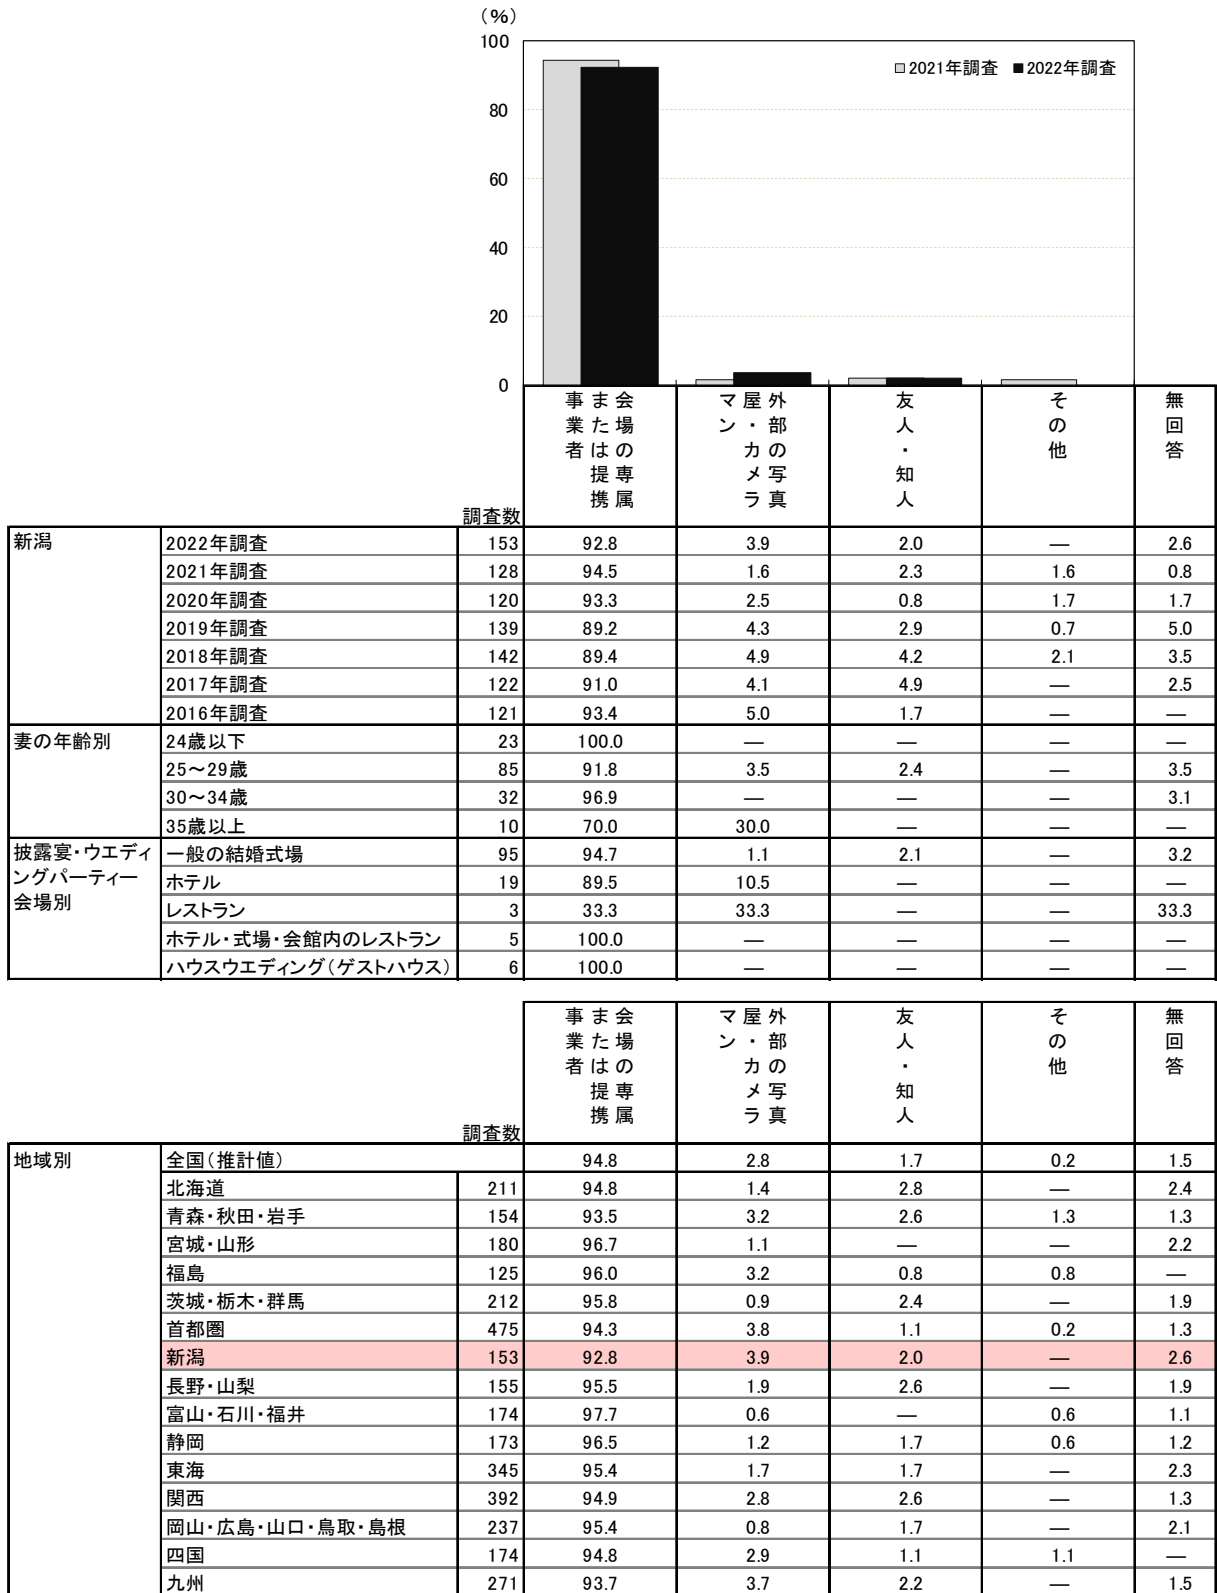 （%）
100
80
60
40
20
0
□2021年調査 ■2022年調査
調査数
会場の専属または提携事業者
外部の写真屋・カメラマン
友人・知人
その他
無回答
新潟 2022年調査 153 92.8 3.9 2.0 — 2.6
2021年調査 128 94.5 1.6 2.3 1.6 0.8
2020年調査 120 93.3 2.5 0.8 1.7 1.7
2019年調査 139 89.2 4.3 2.9 0.7 5.0
2018年調査 142 89.4 4.9 4.2 2.1 3.5
2017年調査 122 91.0 4.1 4.9 — 2.5
2016年調査 121 93.4 5.0 1.7 — —
妻の年齢別 24歳以下 23 100.0 — — — —
25～29歳 85 91.8 3.5 2.4 — 3.5
30～34歳 32 96.9 — — — 3.1
35歳以上 10 70.0 30.0 — — —
披露宴・ウエディングパーティー会場別 一般の結婚式場 95 94.7 1.1 2.1 — 3.2
ホテル 19 89.5 10.5 — — —
レストラン 3 33.3 33.3 — — 33.3
ホテル・式場・会館内のレストラン 5 100.0 — — — —
ハウスウエディング（ゲストハウス） 6 100.0 — — — —
調査数
会場の専属または提携事業者
外部の写真屋・カメラマン
友人・知人
その他
無回答
地域別 全国（推計値） 94.8 2.8 1.7 0.2 1.5
北海道 211 94.8 1.4 2.8 — 2.4
青森・秋田・岩手 154 93.5 3.2 2.6 1.3 1.3
宮城・山形 180 96.7 1.1 — — 2.2
福島 125 96.0 3.2 0.8 0.8 —
茨城・栃木・群馬 212 95.8 0.9 2.4 — 1.9
首都圏 475 94.3 3.8 1.1 0.2 1.3
新潟 153 92.8 3.9 2.0 — 2.6
長野・山梨 155 95.5 1.9 2.6 — 1.9
富山・石川・福井 174 97.7 0.6 — 0.6 1.1
静岡 173 96.5 1.2 1.7 0.6 1.2
東海 345 95.4 1.7 1.7 — 2.3
関西 392 94.9 2.8 2.6 — 1.3
岡山・広島・山口・鳥取・島根 237 95.4 0.8 1.7 — 2.1
四国 174 94.8 2.9 1.1 1.1 —
九州 271 93.7 3.7 2.2 — 1.5